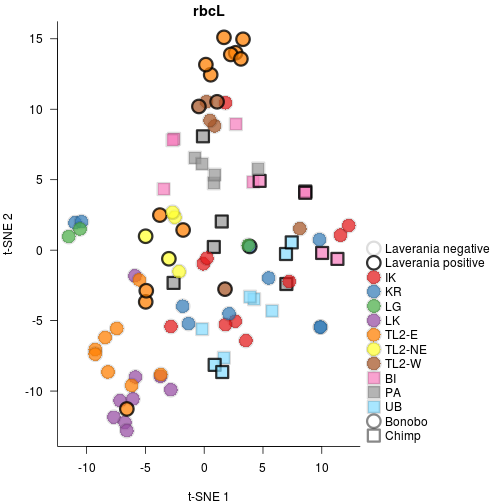 rbcL
15
10
5
0
-5
-10
t-SNE 2
-10
-5
0
5
10
t-SNE 1
Laverania negative
Laverania positive
IK
KR
LG
LK
TL2-E
TL2-NE
TL2-W
BI
PA
UB
Bonobo
Chimp